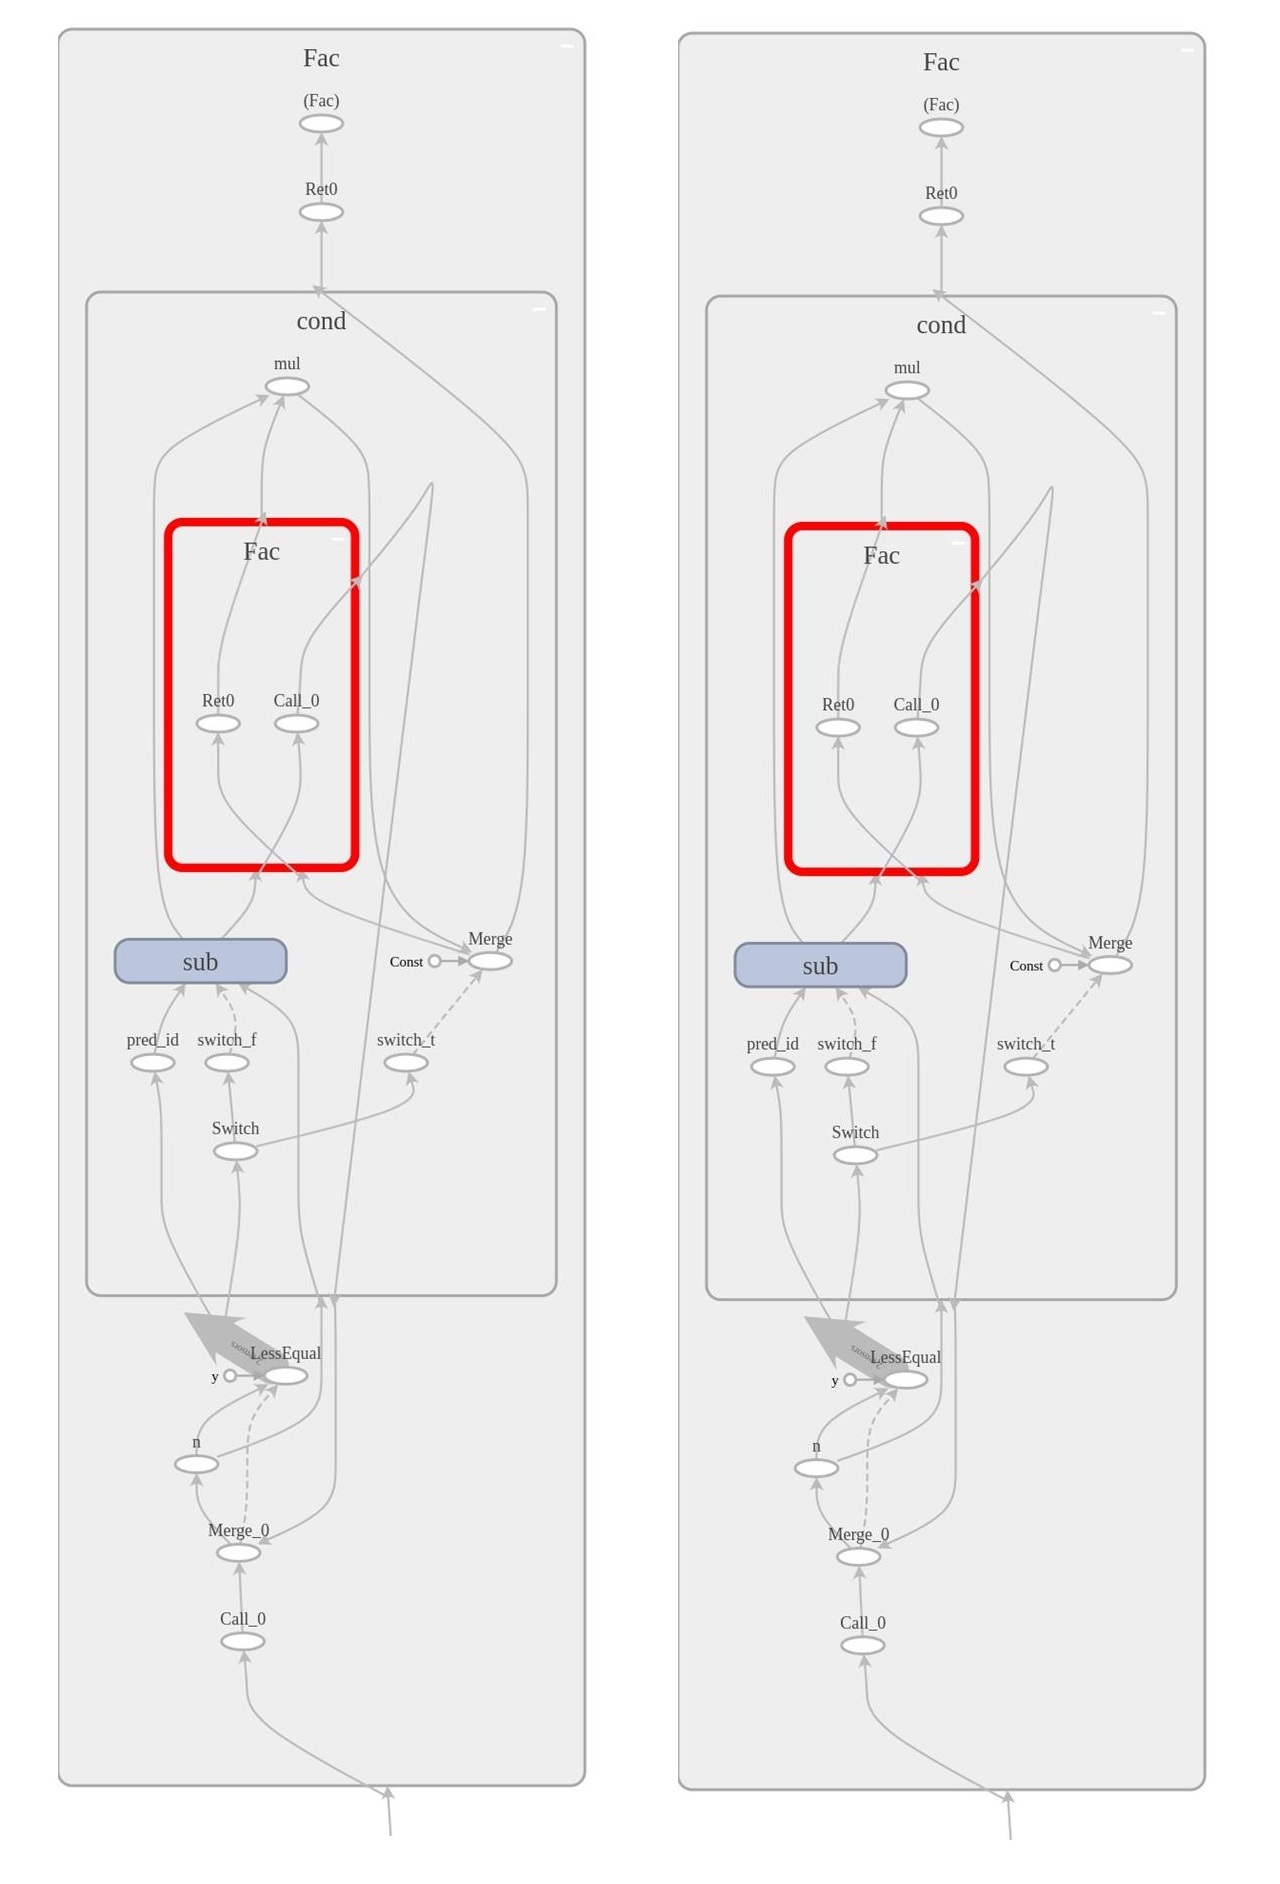 Fac
(Fac)
Ret0
cond
mul
Fac
Ret0
Call_0
Merge
Const
sub
pred_id
switch_f
switch_t
Switch
LessEqual
y
n
Merge_0
Call_0
Fac
(Fac)
Ret0
cond
mul
Fac
Ret0
Call_0
Merge
Const
sub
pred_id
switch_f
switch_t
Switch
LessEqual
y
n
Merge_0
Call_0